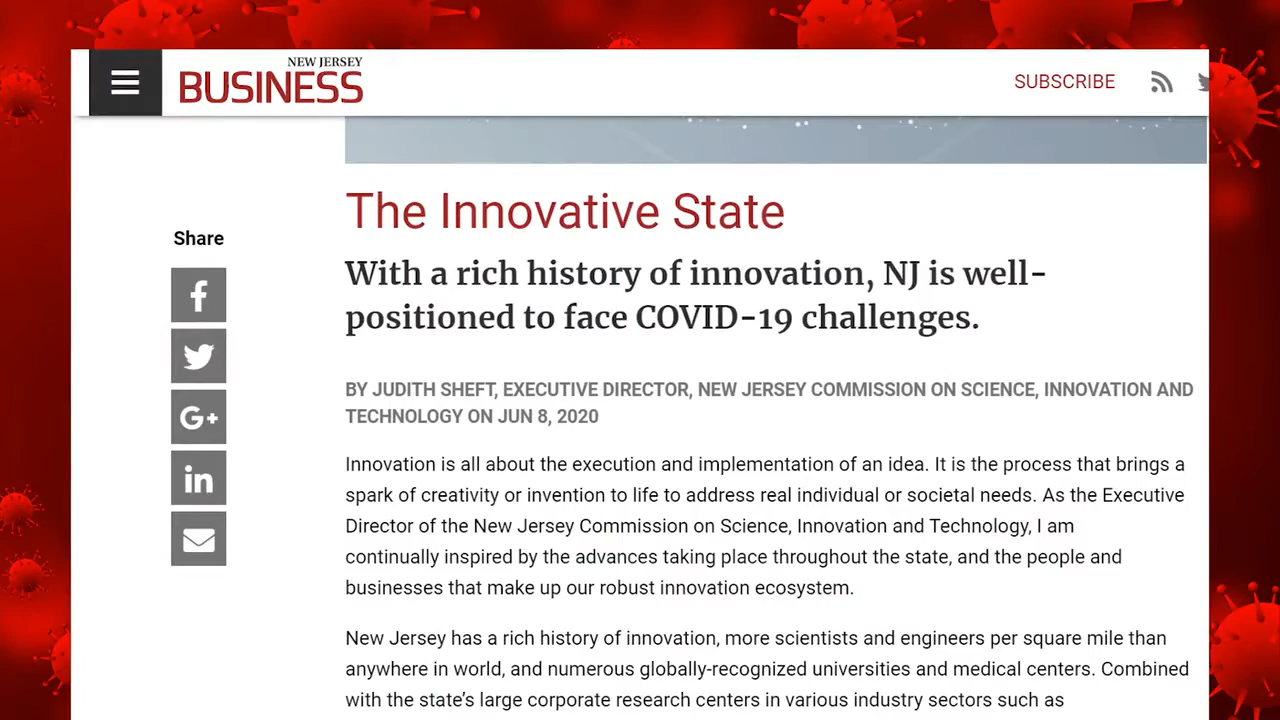 NEW JERSEY
BUSINESS
SUBSCRIBE
The Innovative State
Share
With a rich history of innovation, NJ is well-
positioned to face COVID-19 challenges.
BY JUDITH SHEFT, EXECUTIVE DIRECTOR, NEW JERSEY COMMISSION ON SCIENCE, INNOVATION AND
TECHNOLOGY ON JUN 8, 2020
Innovation is all about the execution and implementation of an idea. It is the process that brings a
spark of creativity or invention to life to address real individual or societal needs. As the Executive
Director of the New Jersey Commission on Science, Innovation and Technology, I am
continually inspired by the advances taking place throughout the state, and the people and
businesses that make up our robust innovation ecosystem.
New Jersey has a rich history of innovation, more scientists and engineers per square mile than
anywhere in world, and numerous globally-recognized universities and medical centers. Combined
with the state's large corporate research centers in various industry sectors such as